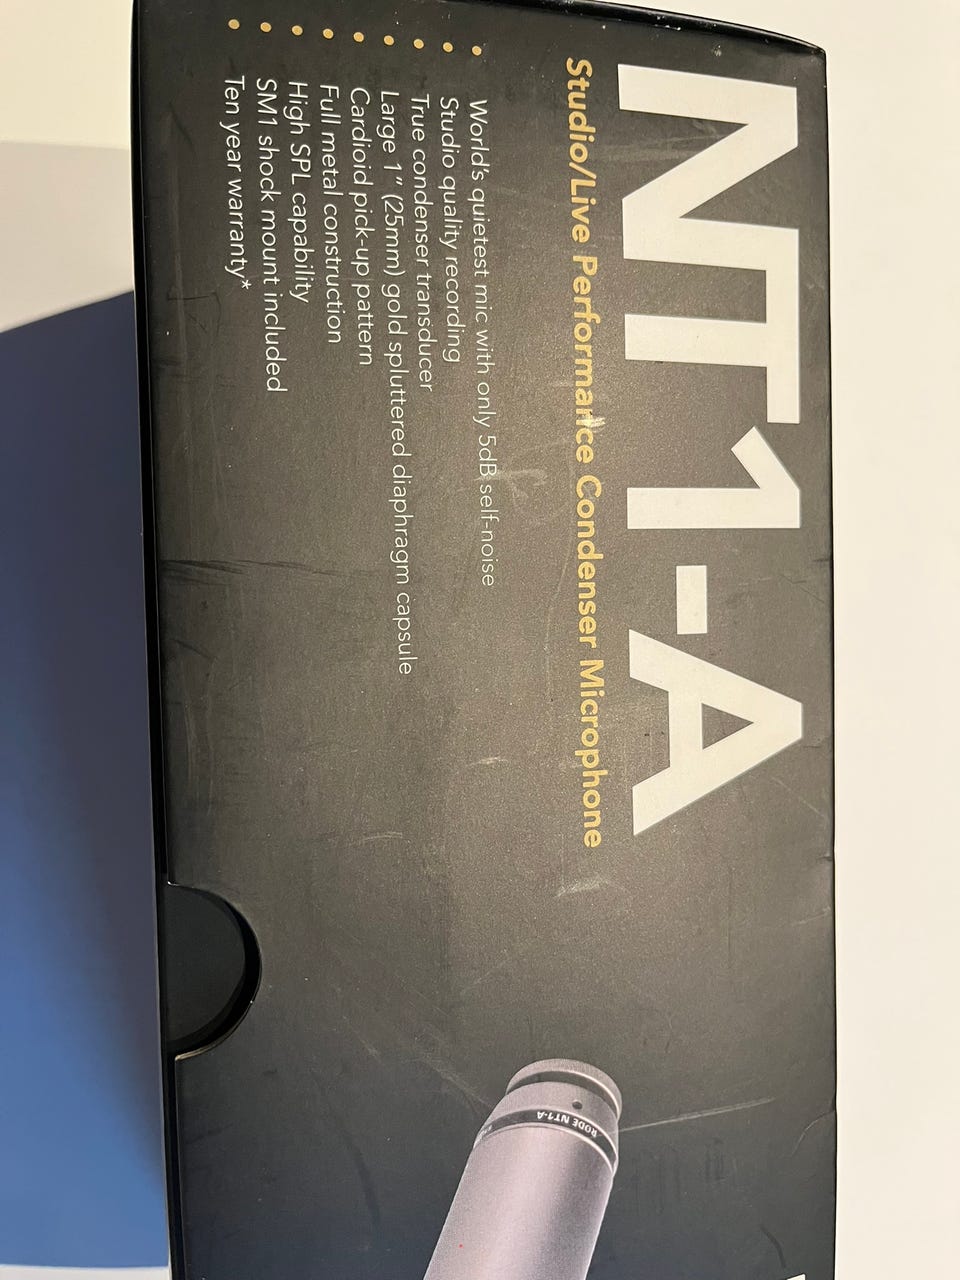 NT1-A
Studio/Live Performance Condenser Microphone
World's quietest mic with only 5dB self-noise
Studio quality recording
True condenser transducer
Large 1" (25mm) gold spluttered diaphragm capsule
Cardioid pick-up pattern
Full metal construction
High SPL capability
SM1 shock mount included
Ten year warranty*
RODE NT1-A